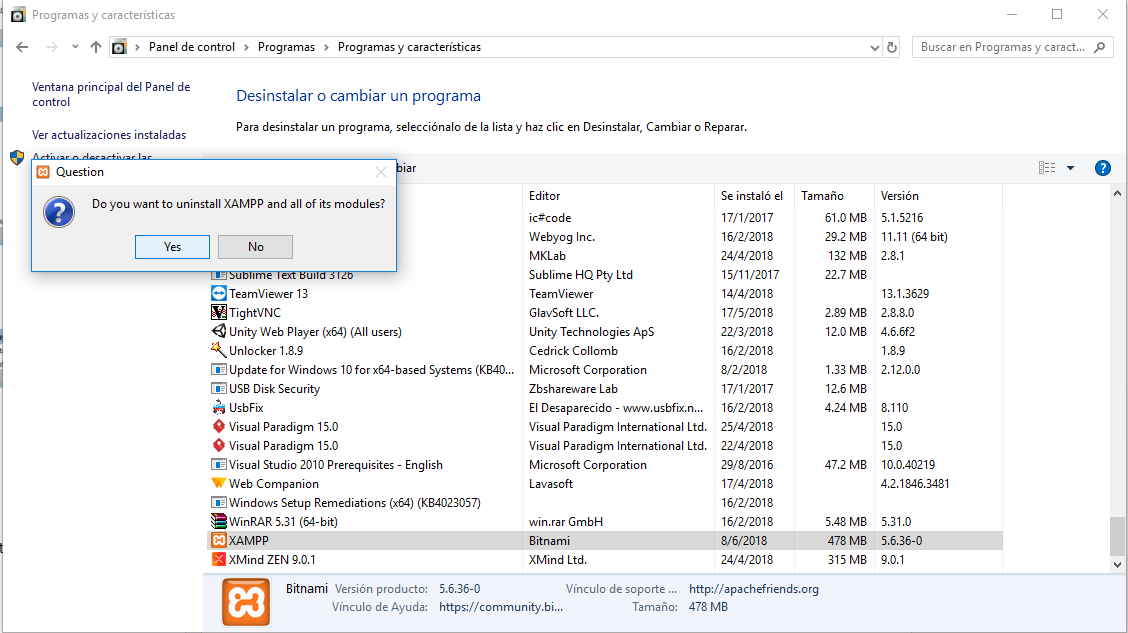 Programas y características
Panel de control > Programas > Programas y características
Buscar en Programas y caract...
Ventana principal del Panel de
control
Ver actualizaciones instaladas
Activar o desactivar las
Desinstalar o cambiar un programa
Para desinstalar un programa, selecciónalo de la lista y haz clic en Desinstalar, Cambiar o Reparar.
biar
Question
Do you want to uninstall XAMPP and all of its modules?
Yes No
Editor Se instaló el Tamaño Versión
ic#code 17/1/2017 61.0 MB 5.1.5216
Webyog Inc. 16/2/2018 29.2 MB 11.11 (64 bit)
MKLab 24/4/2018 132 MB 2.8.1
Sublime Text Build 3126 Sublime HQ Pty Ltd 15/11/2017 22.7 MB
TeamViewer 13 TeamViewer 14/4/2018 13.1.3629
TightVNC GlavSoft LLC. 17/5/2018 2.89 MB 2.8.8.0
Unity Web Player (x64) (All users) Unity Technologies ApS 22/3/2018 12.0 MB 4.6.6f2
Unlocker 1.8.9 Cedrick Collomb 16/2/2018 1.8.9
Update for Windows 10 for x64-based Systems (KB40... Microsoft Corporation 8/2/2018 1.33 MB 2.12.0.0
USB Disk Security Zbshareware Lab 17/1/2017 12.6 MB
UsbFix El Desaparecido - www.usbfix.n... 16/2/2018 4.24 MB 8.110
Visual Paradigm 15.0 Visual Paradigm International Ltd. 25/4/2018 15.0
Visual Paradigm 15.0 Visual Paradigm International Ltd. 22/4/2018 15.0
Visual Studio 2010 Prerequisites - English Microsoft Corporation 29/8/2016 47.2 MB 10.0.40219
Web Companion Lavasoft 17/4/2018 4.2.1846.3481
Windows Setup Remediations (x64) (KB4023057) 16/2/2018
WinRAR 5.31 (64-bit) win.rar GmbH 16/2/2018 5.48 MB 5.31.0
XAMPP Bitnami 8/6/2018 478 MB 5.6.36-0
XMind ZEN 9.0.1 XMind Ltd. 24/4/2018 315 MB 9.0.1
Bitnami Versión producto: 5.6.36-0 Vínculo de soporte ... http://apachefriends.org
Vínculo de Ayuda: https://community.bi... Tamaño: 478 MB